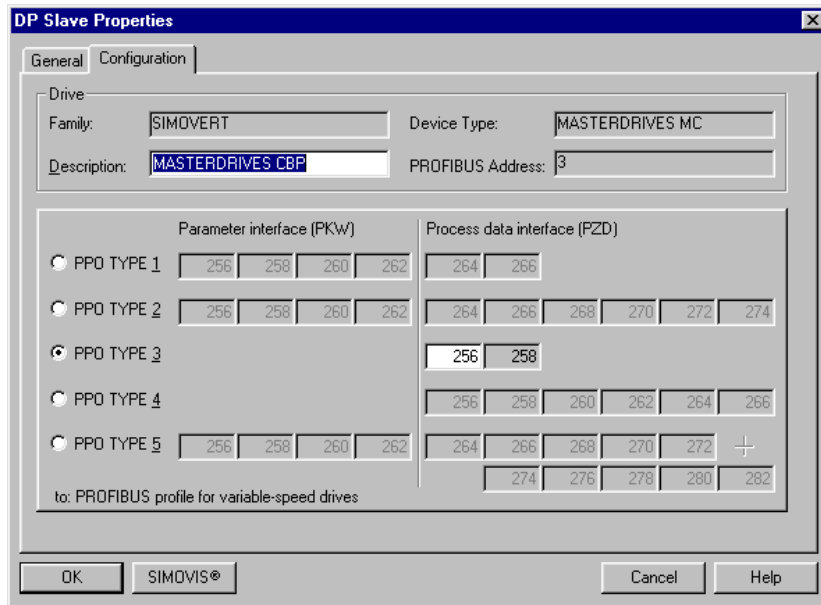 DP Slave Properties
General Configuration
Drive
Family: SIMOVERT Device Type: MASTERDRIVES MC
Description: MASTERDRIVES CBP PROFIBUS Address: 3
Parameter interface (PKW) Process data interface (PZD)
PPO TYPE 1 256 258 260 262 264 266
PPO TYPE 2 256 258 260 262 264 266 268 270 272 274
PPO TYPE 3 256 258
PPO TYPE 4 256 258 260 262 264 266
PPO TYPE 5 256 258 260 262 264 266 268 270 272 +
274 276 278 280 282
to: PROFIBUS profile for variable-speed drives
OK SIMOVIS® Cancel Help